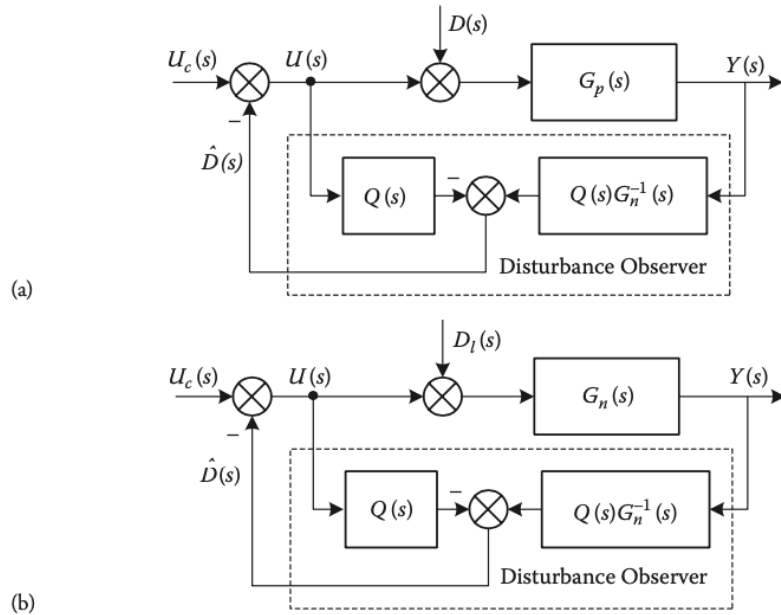 D(s)
U_c(s) U(s) G_p(s) Y(s)
−
D̂(s)
Q(s) − Q(s)G_n^{-1}(s)
Disturbance Observer
(a)
D_l(s)
U_c(s) U(s) G_n(s) Y(s)
−
D̂(s)
Q(s) − Q(s)G_n^{-1}(s)
Disturbance Observer
(b)